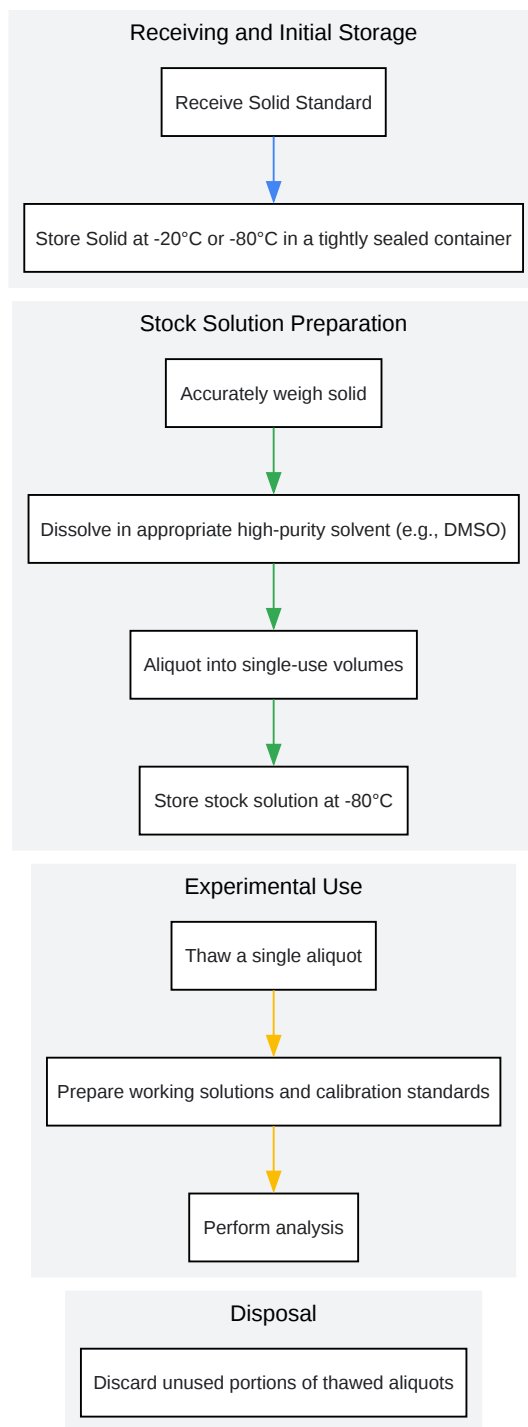 Receiving and Initial Storage
Receive Solid Standard
Store Solid at -20°C or -80°C in a tightly sealed container
Stock Solution Preparation
Accurately weigh solid
Dissolve in appropriate high-purity solvent (e.g., DMSO)
Aliquot into single-use volumes
Store stock solution at -80°C
Experimental Use
Thaw a single aliquot
Prepare working solutions and calibration standards
Perform analysis
Disposal
Discard unused portions of thawed aliquots